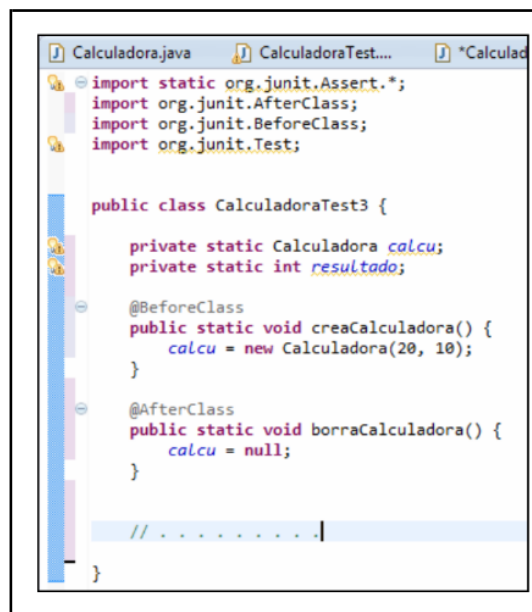 Calculadora.java CalculadoraTest.... *Calculad
import static org.junit.Assert.*;
import org.junit.AfterClass;
import org.junit.BeforeClass;
import org.junit.Test;
public class CalculadoraTest3 {
private static Calculadora calcu;
private static int resultado;
@BeforeClass
public static void creaCalculadora() {
calcu = new Calculadora(20, 10);
}
@AfterClass
public static void borraCalculadora() {
calcu = null;
}
// . . . . . . . . .
}